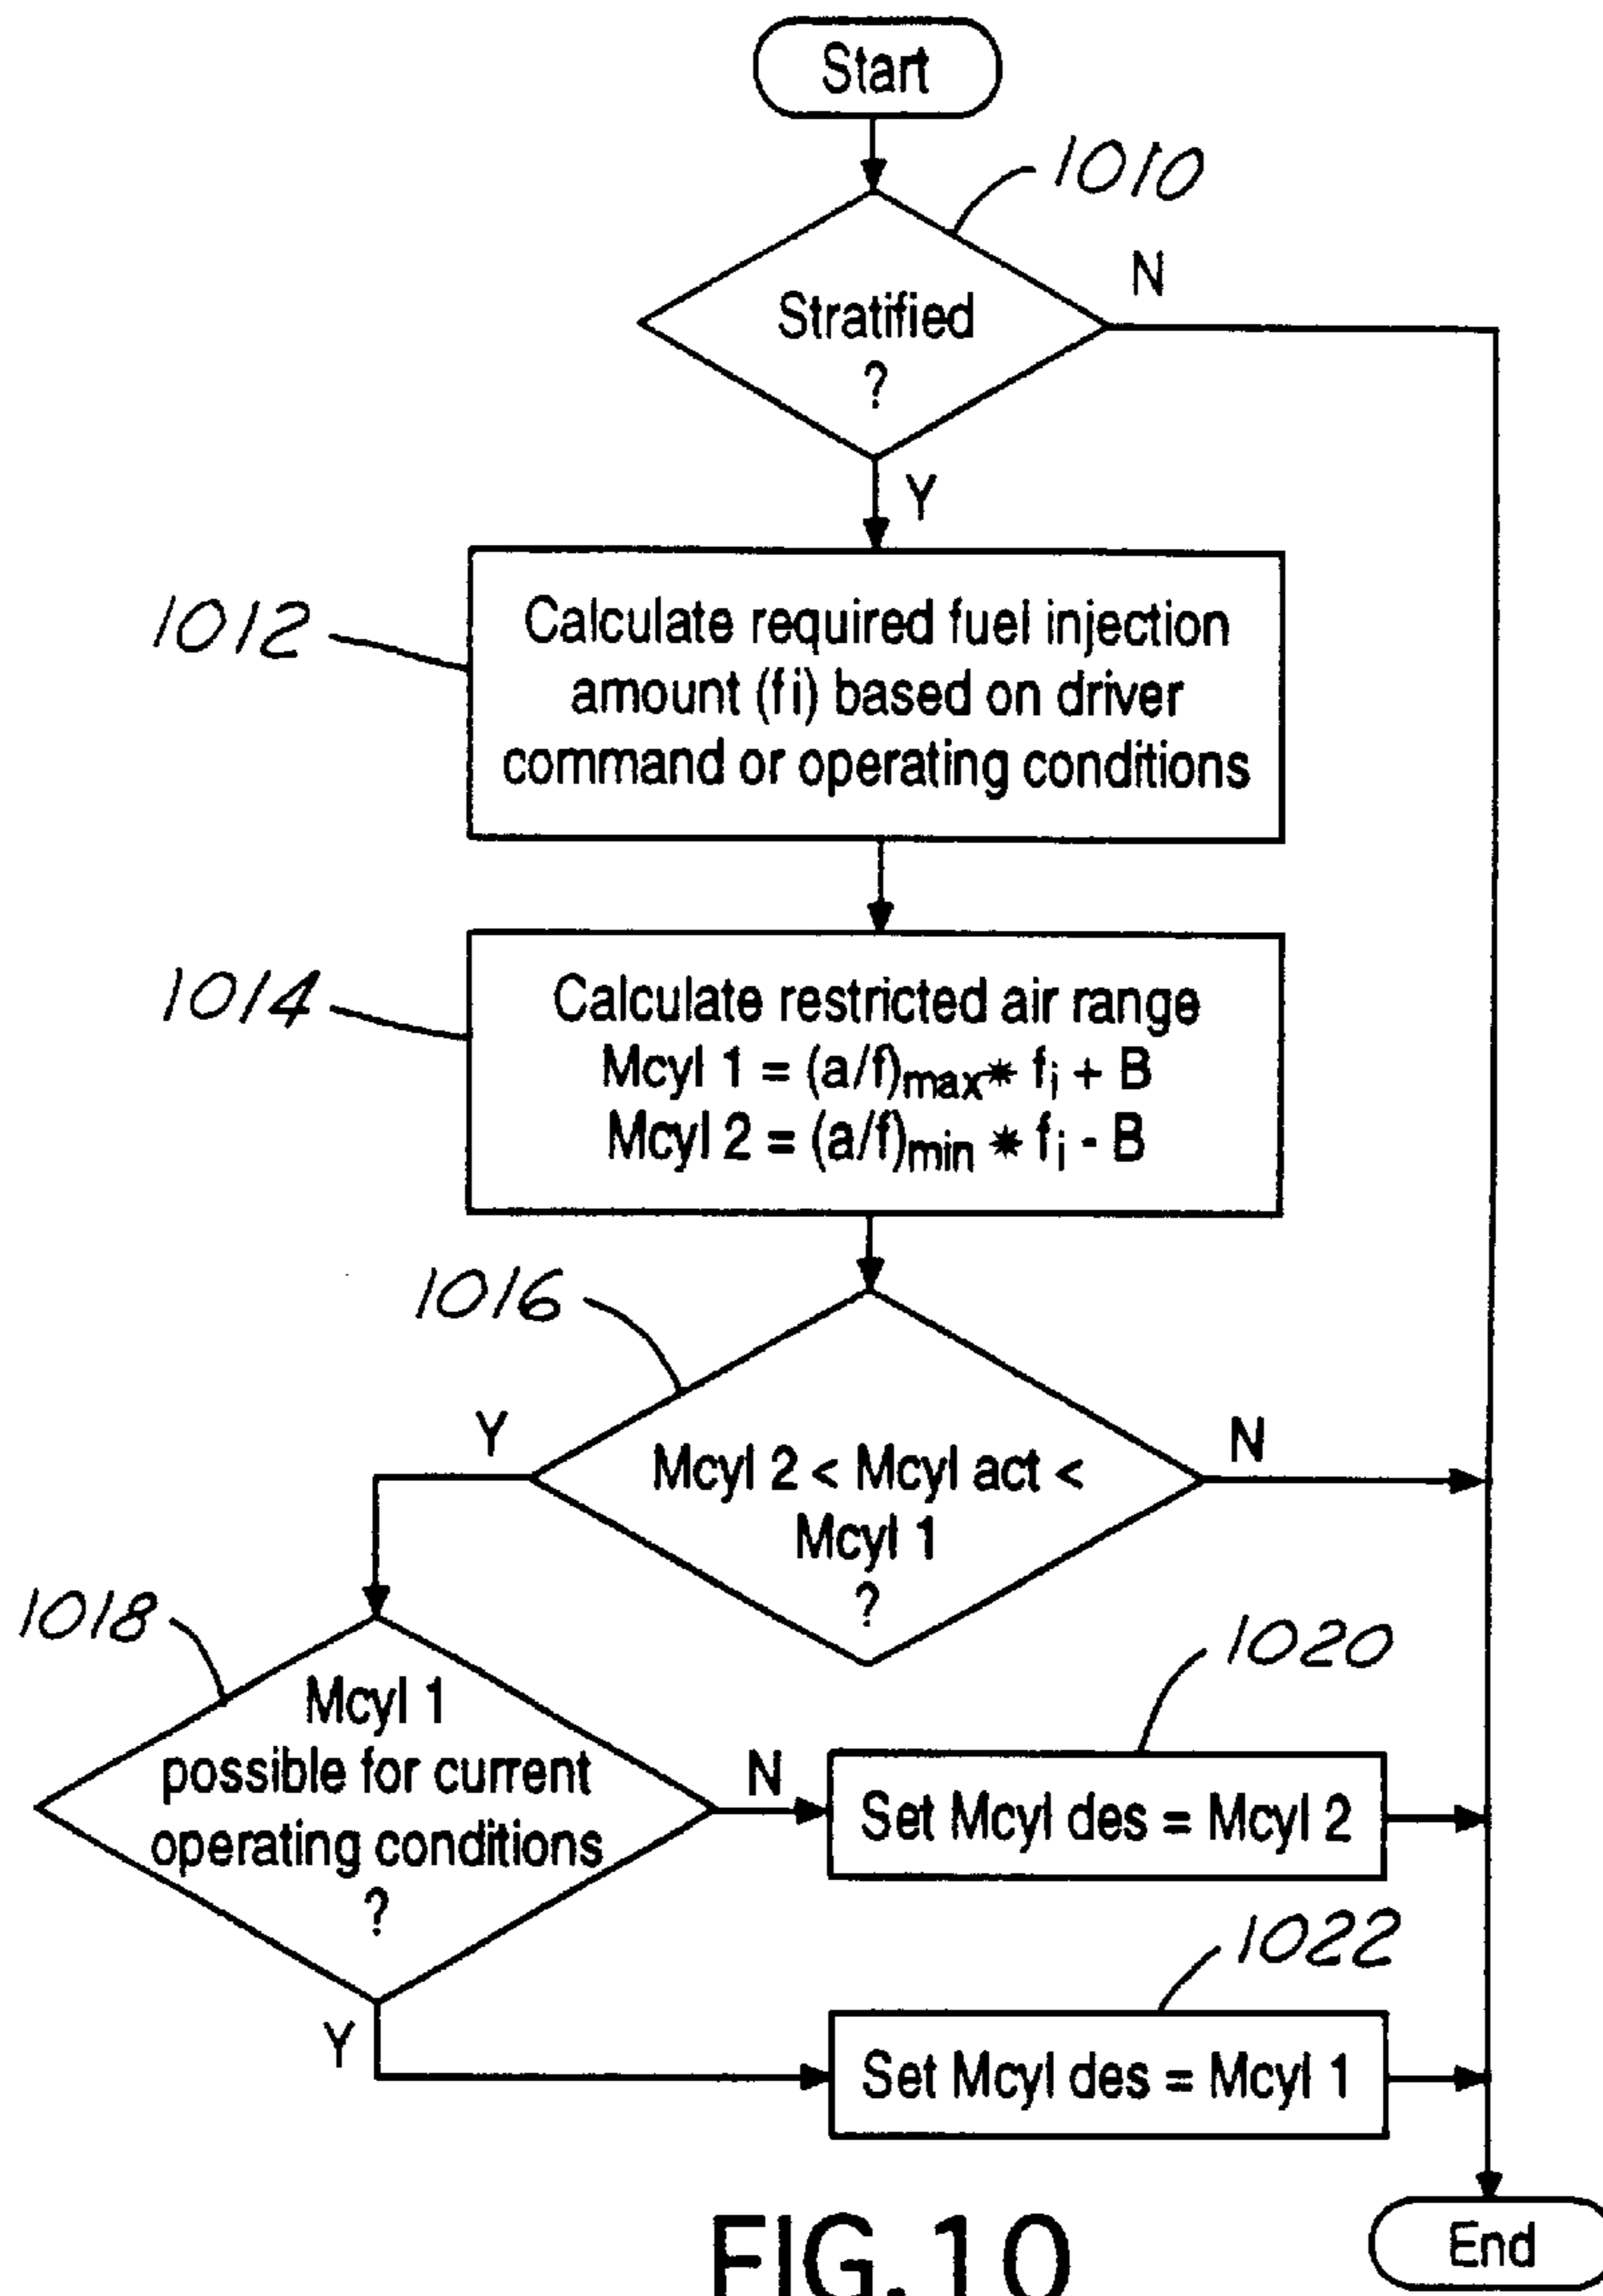 Start
1010
N
Stratified
?
Y
1012
Calculate required fuel injection
amount (fi) based on driver
command or operating conditions
1014
Calculate restricted air range
Mcyl 1 = (a/f)max* fi + B
Mcyl 2 = (a/f)min * fi - B
1016
Y
N
Mcyl 2 < Mcyl act <
Mcyl 1
?
1018
Mcyl 1
possible for current
operating conditions
?
N
1020
Set Mcyl des = Mcyl 2
Y
1022
Set Mcyl des = Mcyl 1
End
FIG. 10